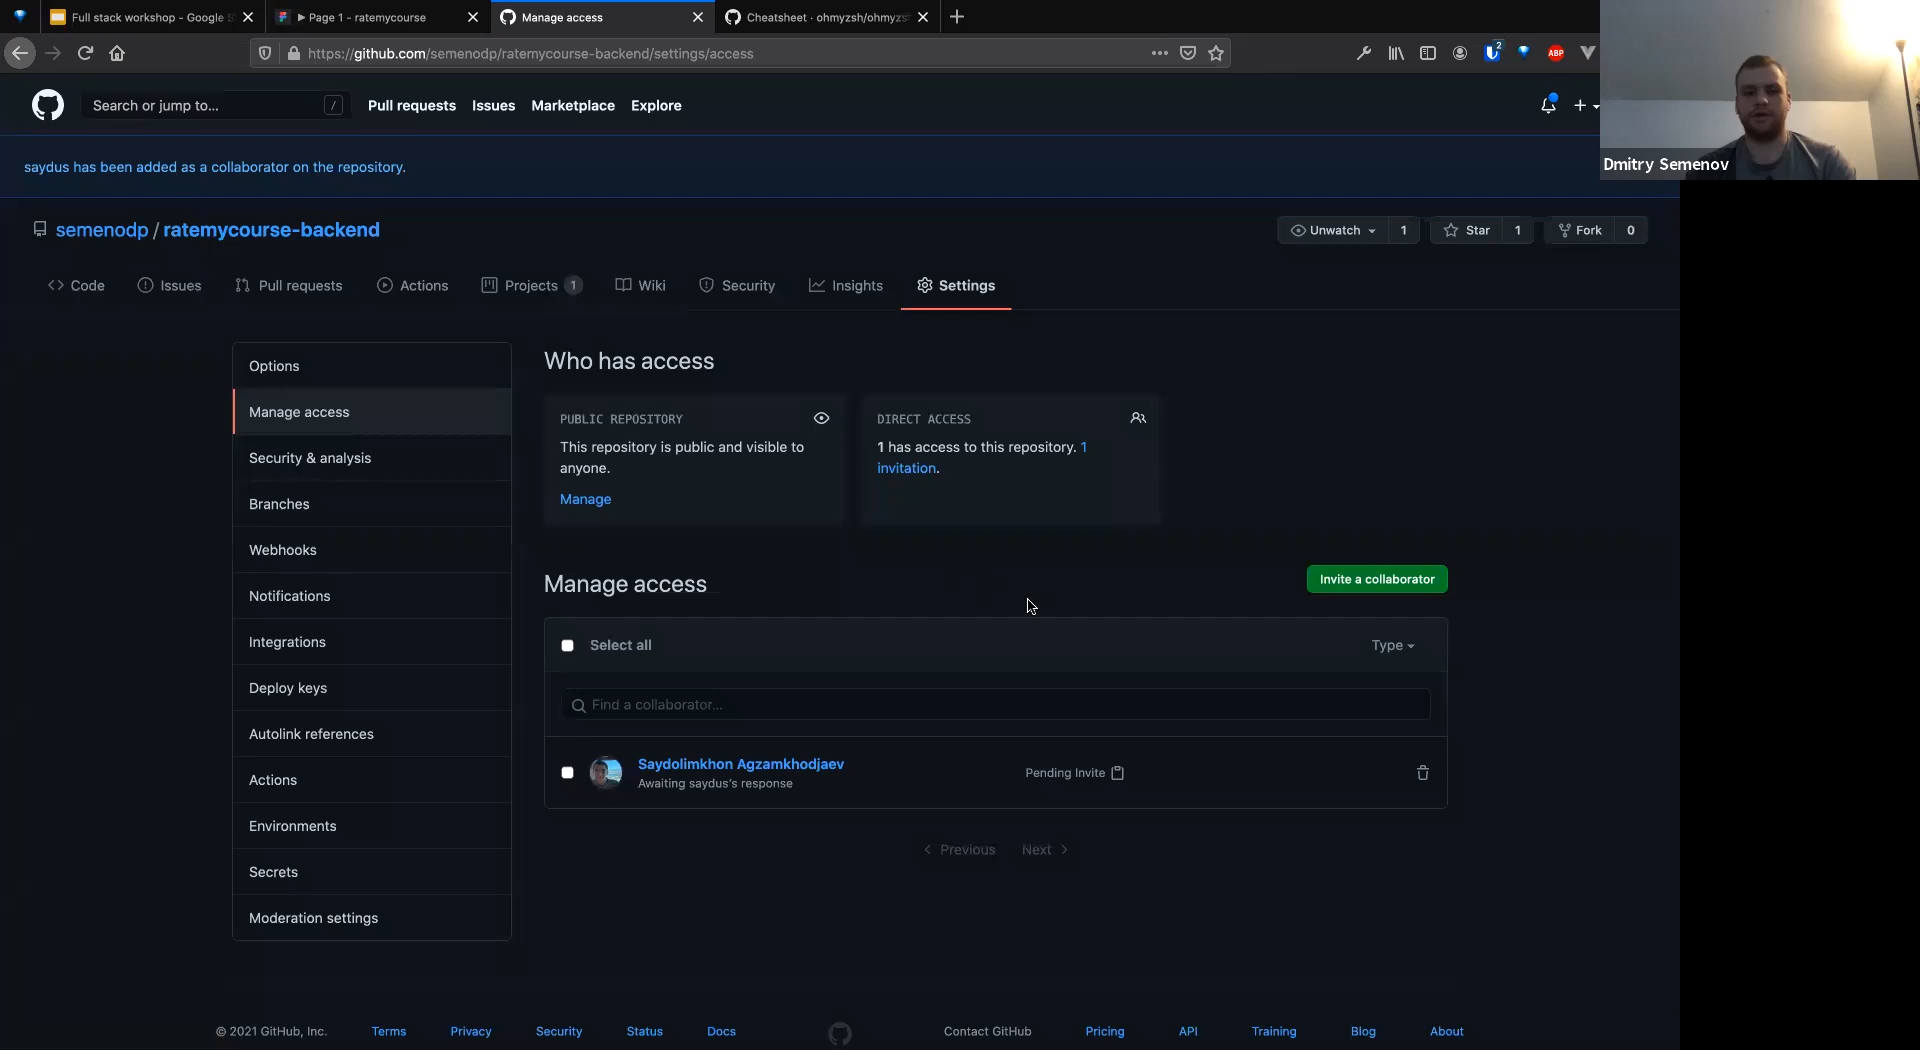 Full stack workshop - Google S
Page 1 - ratemycourse
Manage access
Cheatsheet · ohmyzsh/ohmyzs
https://github.com/semenodp/ratemycourse-backend/settings/access
2
ABP
Search or jump to...
/
Pull requests
Issues
Marketplace
Explore
Dmitry Semenov
saydus has been added as a collaborator on the repository.
semenodp / ratemycourse-backend
Unwatch
1
Star
1
Fork
0
Code
Issues
Pull requests
Actions
Projects 1
Wiki
Security
Insights
Settings
Options
Manage access
Security & analysis
Branches
Webhooks
Notifications
Integrations
Deploy keys
Autolink references
Actions
Environments
Secrets
Moderation settings
Who has access
PUBLIC REPOSITORY
This repository is public and visible to
anyone.
Manage
DIRECT ACCESS
1 has access to this repository. 1
invitation.
Manage access
Invite a collaborator
Select all
Type
Find a collaborator...
Saydolimkhon Agzamkhodjaev
Awaiting saydus's response
Pending Invite
Previous
Next
© 2021 GitHub, Inc.
Terms
Privacy
Security
Status
Docs
Contact GitHub
Pricing
API
Training
Blog
About